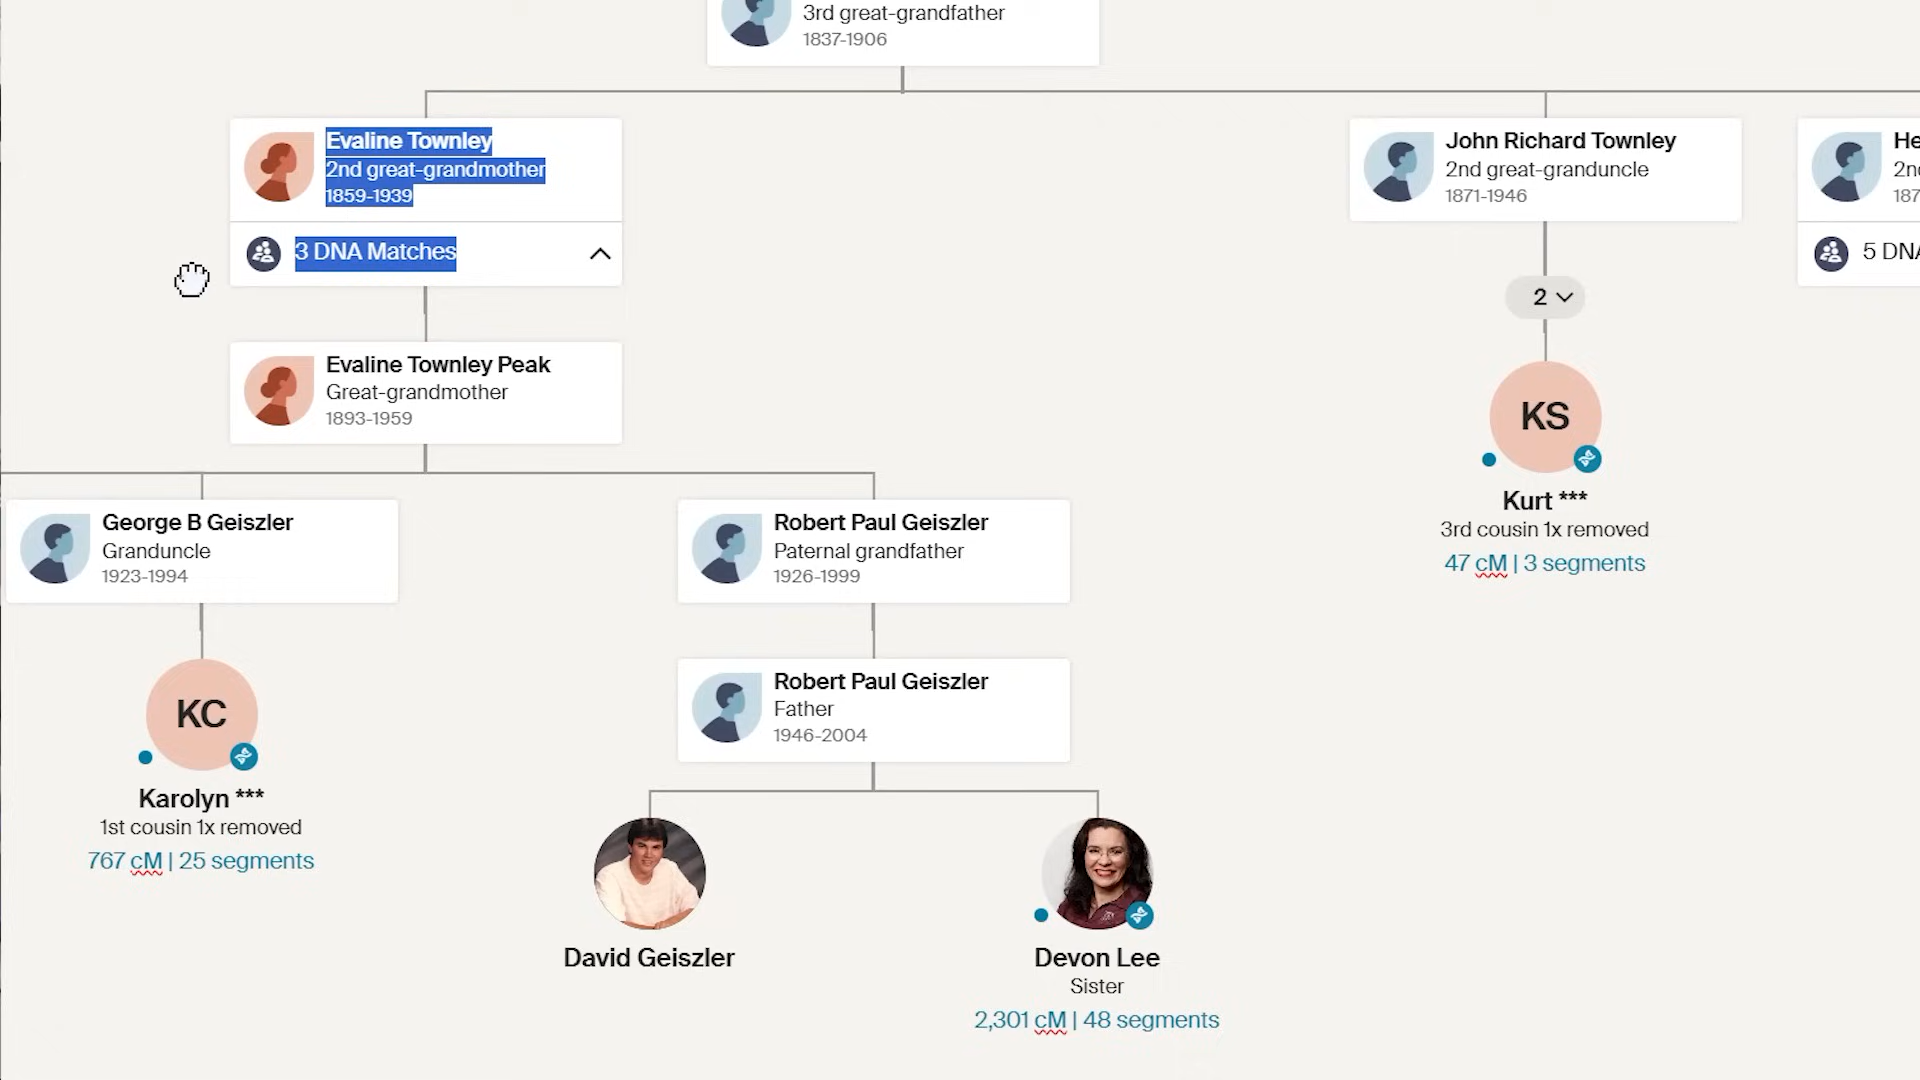 3rd great-grandfather
1837-1906
Evaline Townley
2nd great-grandmother
1859-1939
3 DNA Matches
John Richard Townley
2nd great-granduncle
1871-1946
2
He
2nd
187
5 DNA
Evaline Townley Peak
Great-grandmother
1893-1959
KS
Kurt ***
3rd cousin 1x removed
47 cM | 3 segments
George B Geiszler
Granduncle
1923-1994
Robert Paul Geiszler
Paternal grandfather
1926-1999
KC
Karolyn ***
1st cousin 1x removed
767 cM | 25 segments
Robert Paul Geiszler
Father
1946-2004
David Geiszler
Devon Lee
Sister
2,301 cM | 48 segments